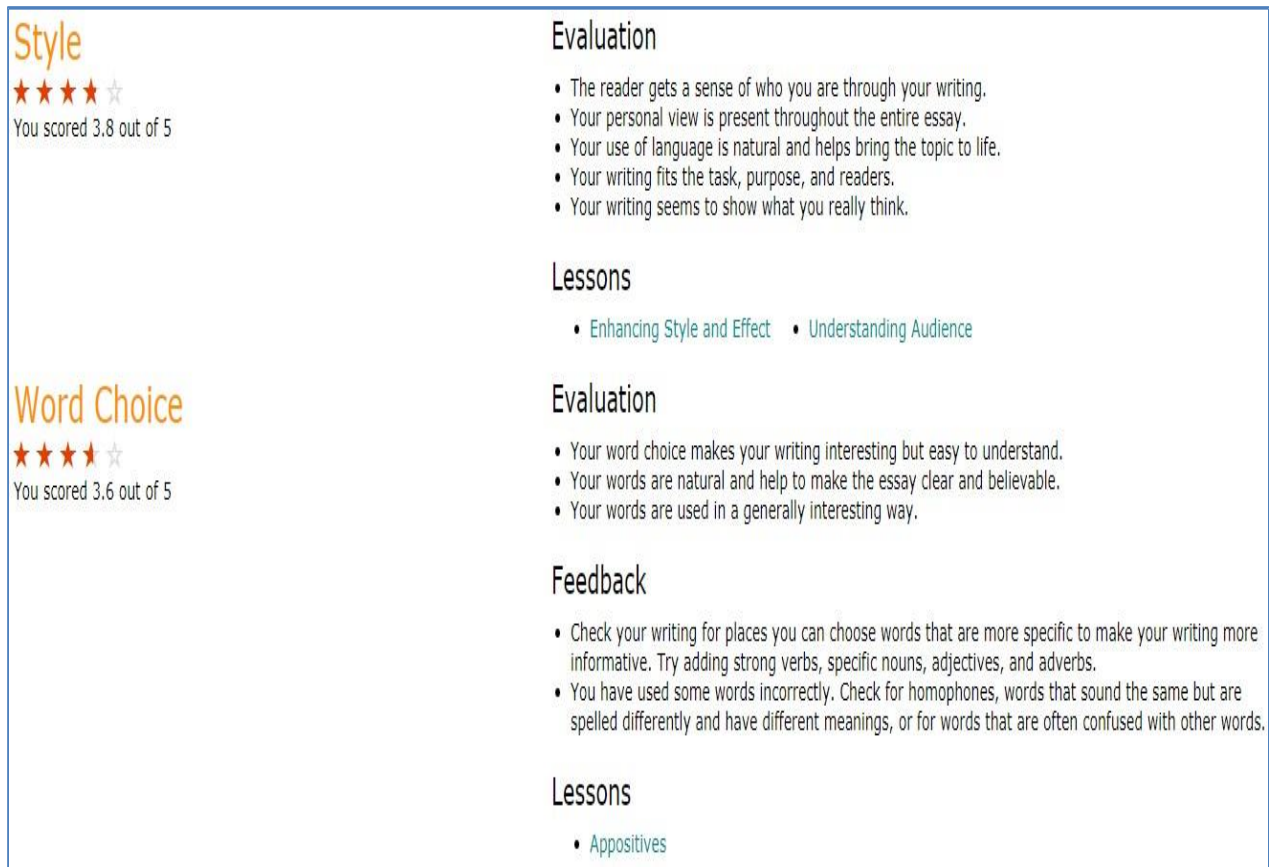 Style
You scored 3.8 out of 5
Evaluation
• The reader gets a sense of who you are through your writing.
• Your personal view is present throughout the entire essay.
• Your use of language is natural and helps bring the topic to life.
• Your writing fits the task, purpose, and readers.
• Your writing seems to show what you really think.
Lessons
• Enhancing Style and Effect • Understanding Audience
Word Choice
You scored 3.6 out of 5
Evaluation
• Your word choice makes your writing interesting but easy to understand.
• Your words are natural and help to make the essay clear and believable.
• Your words are used in a generally interesting way.
Feedback
• Check your writing for places you can choose words that are more specific to make your writing more
informative. Try adding strong verbs, specific nouns, adjectives, and adverbs.
• You have used some words incorrectly. Check for homophones, words that sound the same but are
spelled differently and have different meanings, or for words that are often confused with other words.
Lessons
• Appositives